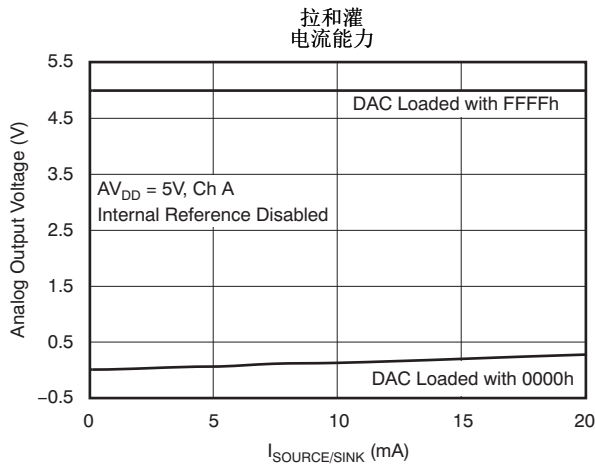 拉和灌
电流能力
Analog Output Voltage (V)
5.5
4.5
3.5
2.5
1.5
0.5
−0.5
DAC Loaded with FFFFh
AVDD = 5V, Ch A
Internal Reference Disabled
DAC Loaded with 0000h
0 5 10 15 20
ISOURCE/SINK (mA)